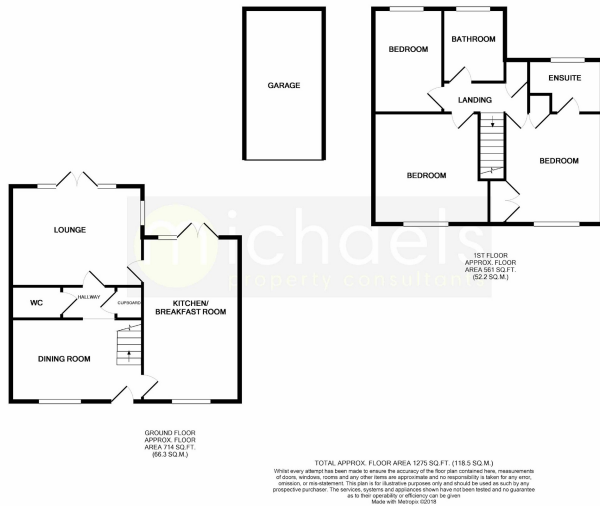 BEDROOM
BATHROOM
ENSUITE
GARAGE
LANDING
BEDROOM
BEDROOM
michaels
property consultants
LOUNGE
1ST FLOOR
APPROX. FLOOR
AREA 561 SQ.FT.
(52.2 SQ.M.)
HALLWAY
WC
CUPBOARD
KITCHEN/
BREAKFAST ROOM
DINING ROOM
GROUND FLOOR
APPROX. FLOOR
AREA 714 SQ.FT.
(66.3 SQ.M.)
TOTAL APPROX. FLOOR AREA 1275 SQ.FT. (118.5 SQ.M.)
Whilst every attempt has been made to ensure the accuracy of the floor plan contained here, measurements
of doors, windows, rooms and any other items are approximate and no responsibility is taken for any error,
omission, or mis-statement. This plan is for illustrative purposes only and should be used as such by any
prospective purchaser. The services, systems and appliances shown have not been tested and no guarantee
as to their operability or efficiency can be given
Made with Metropix ©2018